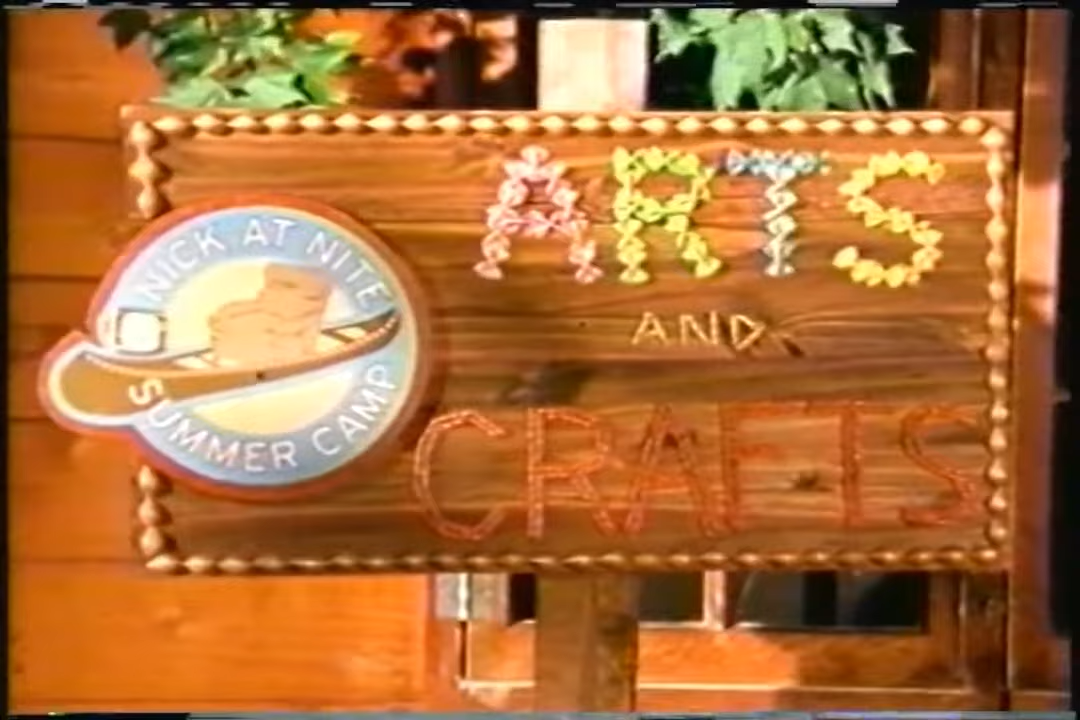 NICK AT NITE
SUMMER CAMP
ARTS
AND
CRAFTS